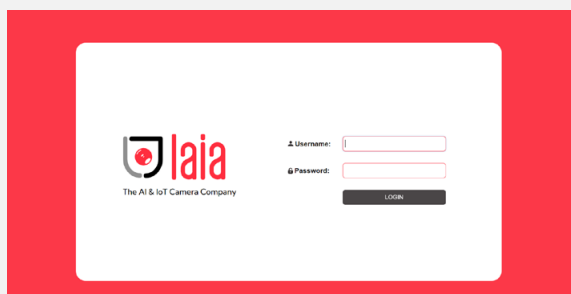 laia
The AI & IoT Camera Company
Username:
Password:
LOGIN